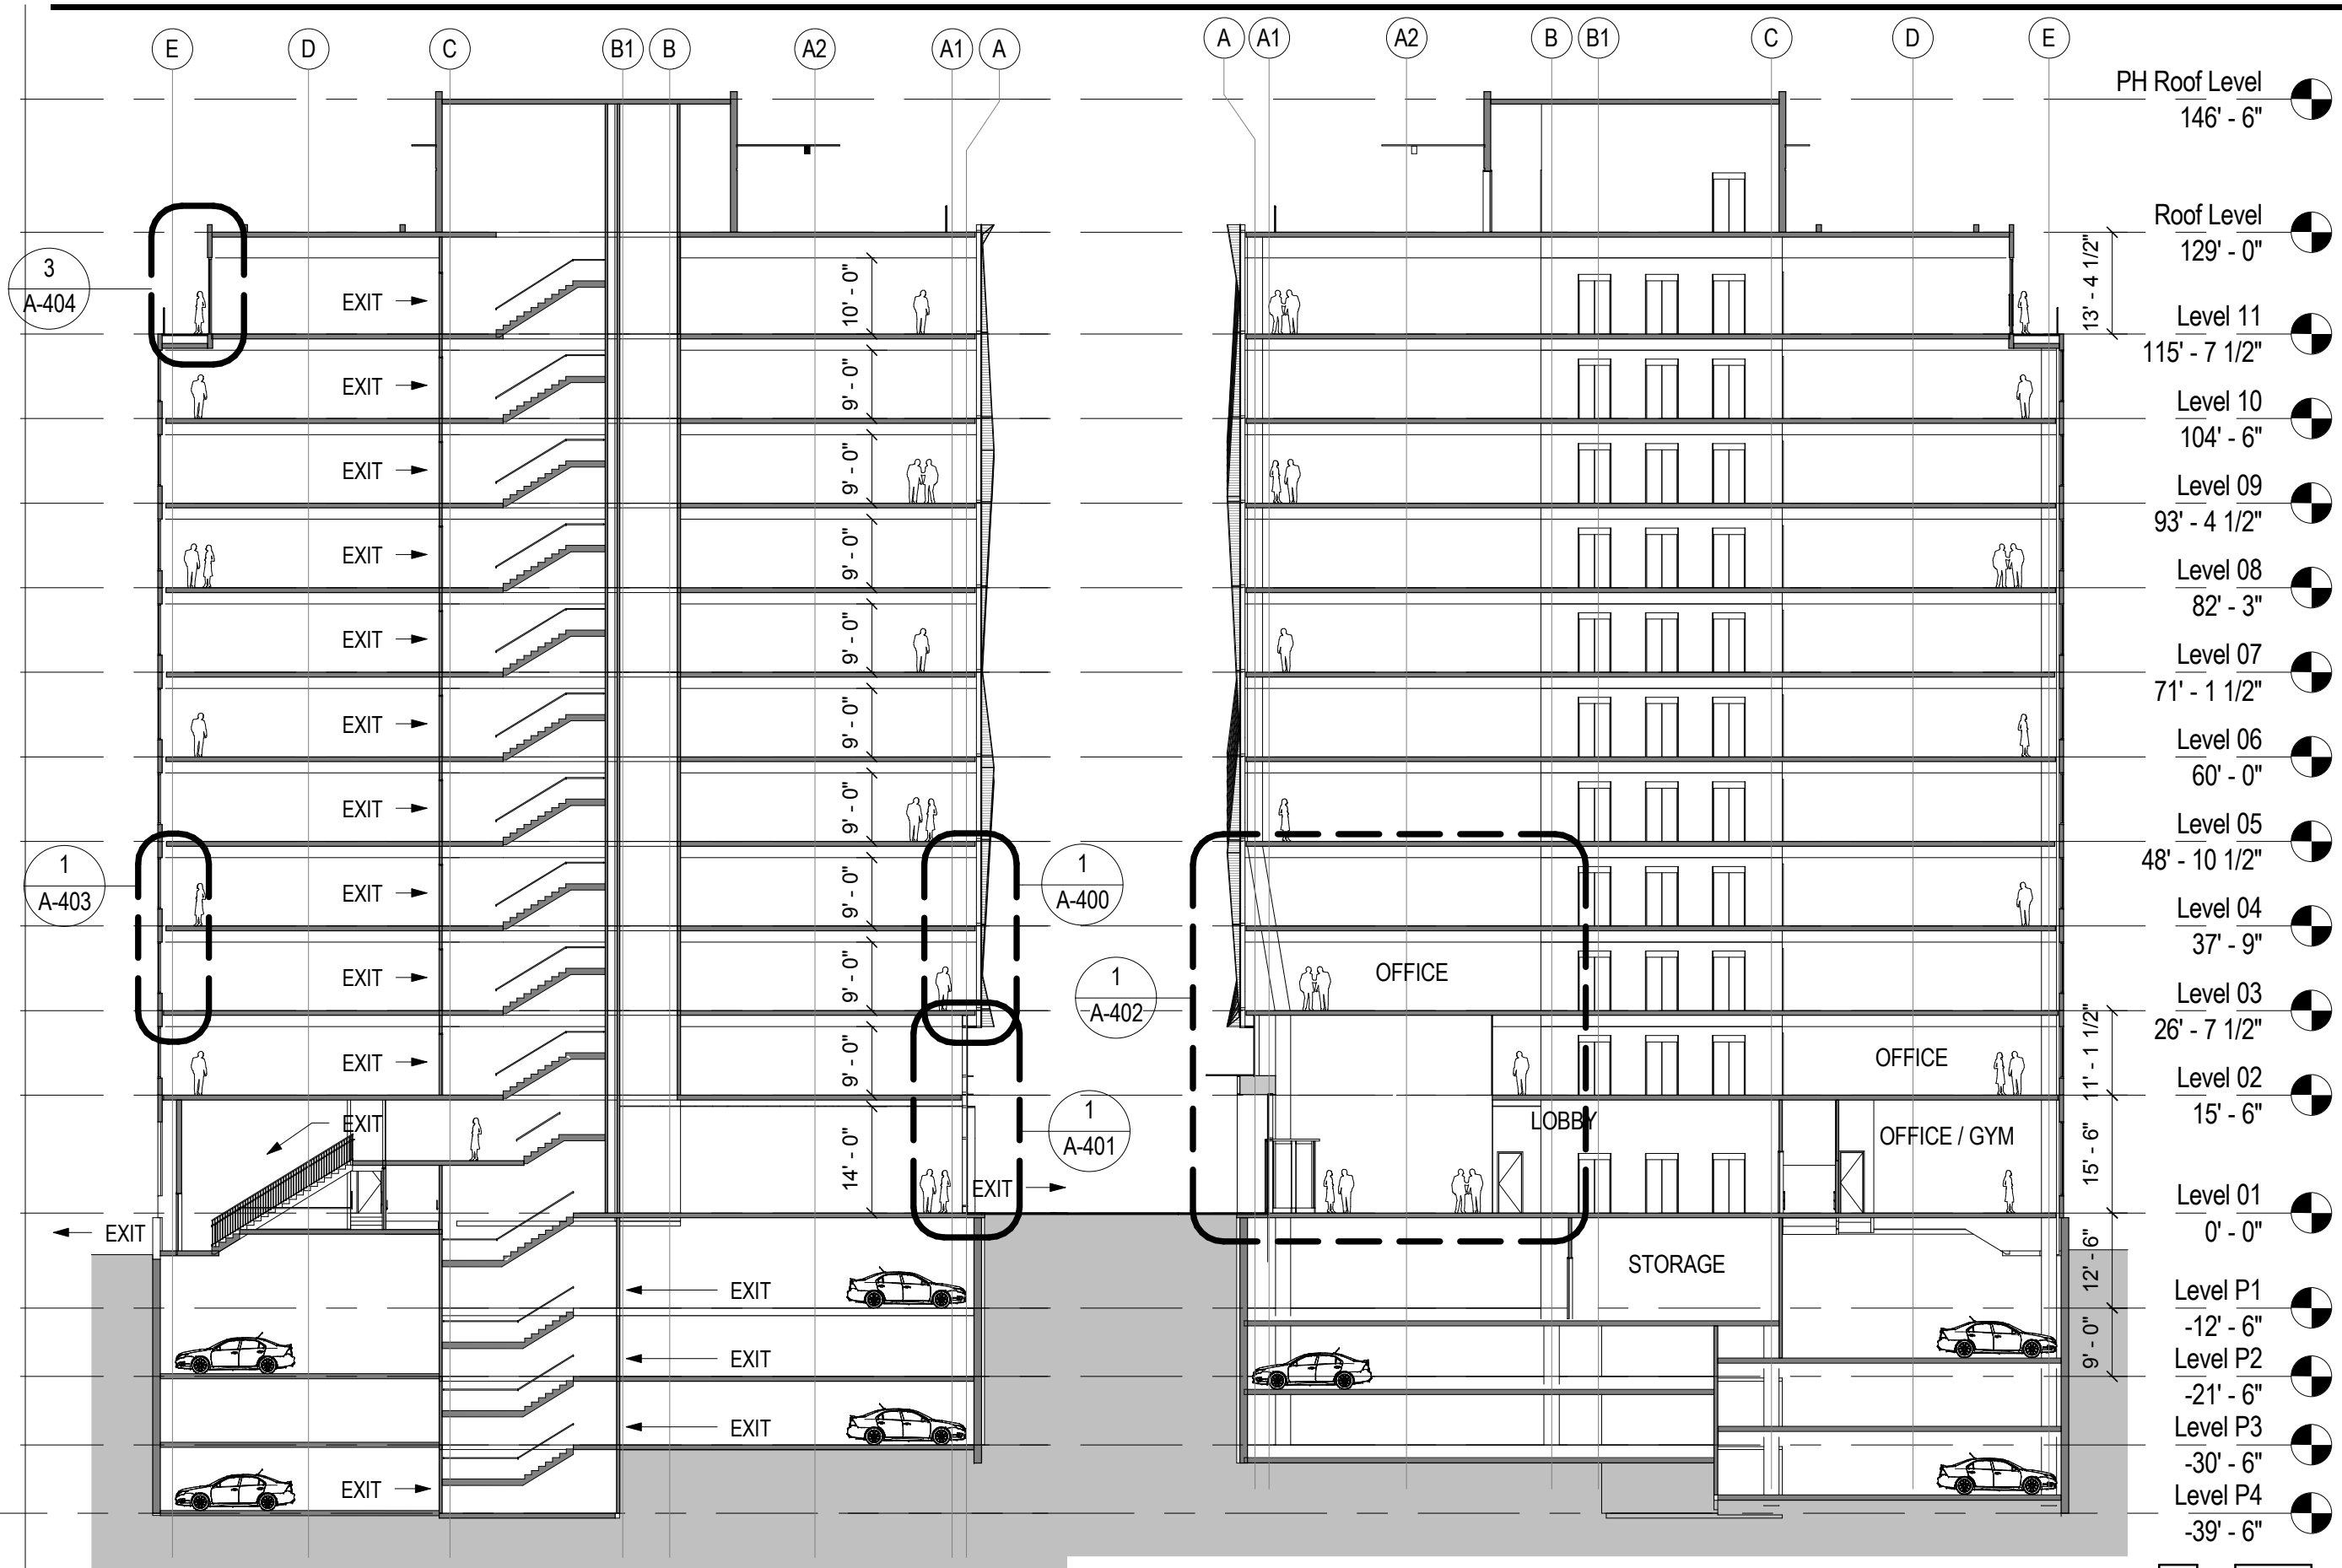 E D C B1 B A2 A1 A
A A1 A2 B B1 C D E
PH Roof Level
146' - 6"
Roof Level
129' - 0"
3
A-404
EXIT
10' - 0"
13' - 4 1/2"
Level 11
115' - 7 1/2"
EXIT
9' - 0"
Level 10
104' - 6"
EXIT
9' - 0"
Level 09
93' - 4 1/2"
EXIT
9' - 0"
Level 08
82' - 3"
EXIT
9' - 0"
Level 07
71' - 1 1/2"
EXIT
9' - 0"
Level 06
60' - 0"
EXIT
9' - 0"
Level 05
48' - 10 1/2"
1
A-403
EXIT
9' - 0"
1
A-400
Level 04
37' - 9"
EXIT
9' - 0"
1
A-402
OFFICE
Level 03
26' - 7 1/2"
EXIT
9' - 0"
OFFICE
11' - 1 1/2"
Level 02
15' - 6"
EXIT
14' - 0"
1
A-401
EXIT
LOBBY
OFFICE / GYM
15' - 6"
Level 01
0' - 0"
EXIT
EXIT
STORAGE
12' - 6"
Level P1
-12' - 6"
EXIT
9' - 0"
Level P2
-21' - 6"
EXIT
Level P3
-30' - 6"
EXIT
Level P4
-39' - 6"